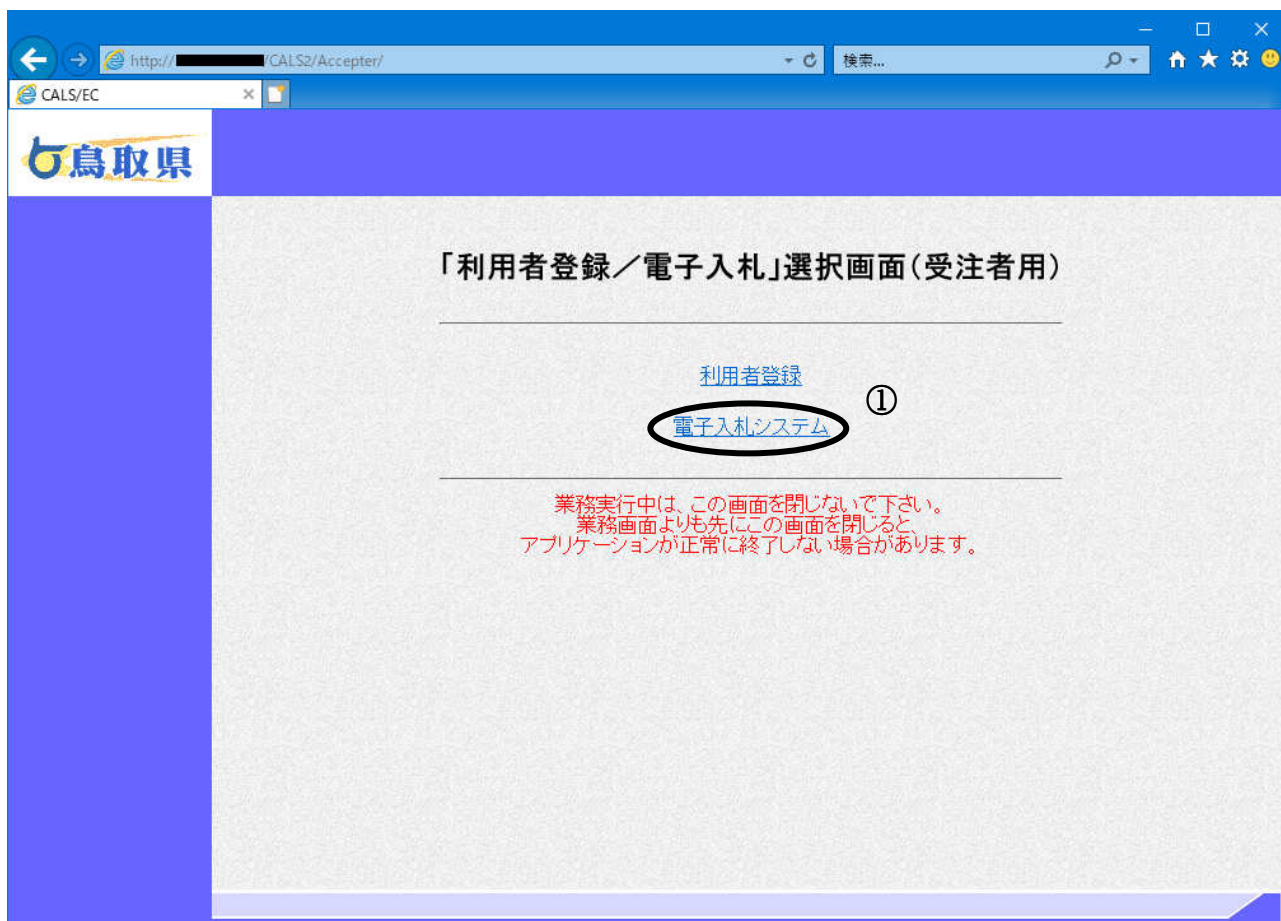 http:// /CALS2/Accepter/
検索...
CALS/EC
鳥取県
「利用者登録／電子入札」選択画面(受注者用)
利用者登録
①
電子入札システム
業務実行中は、この画面を閉じないで下さい。
業務画面よりも先にこの画面を閉じると、
アプリケーションが正常に終了しない場合があります。